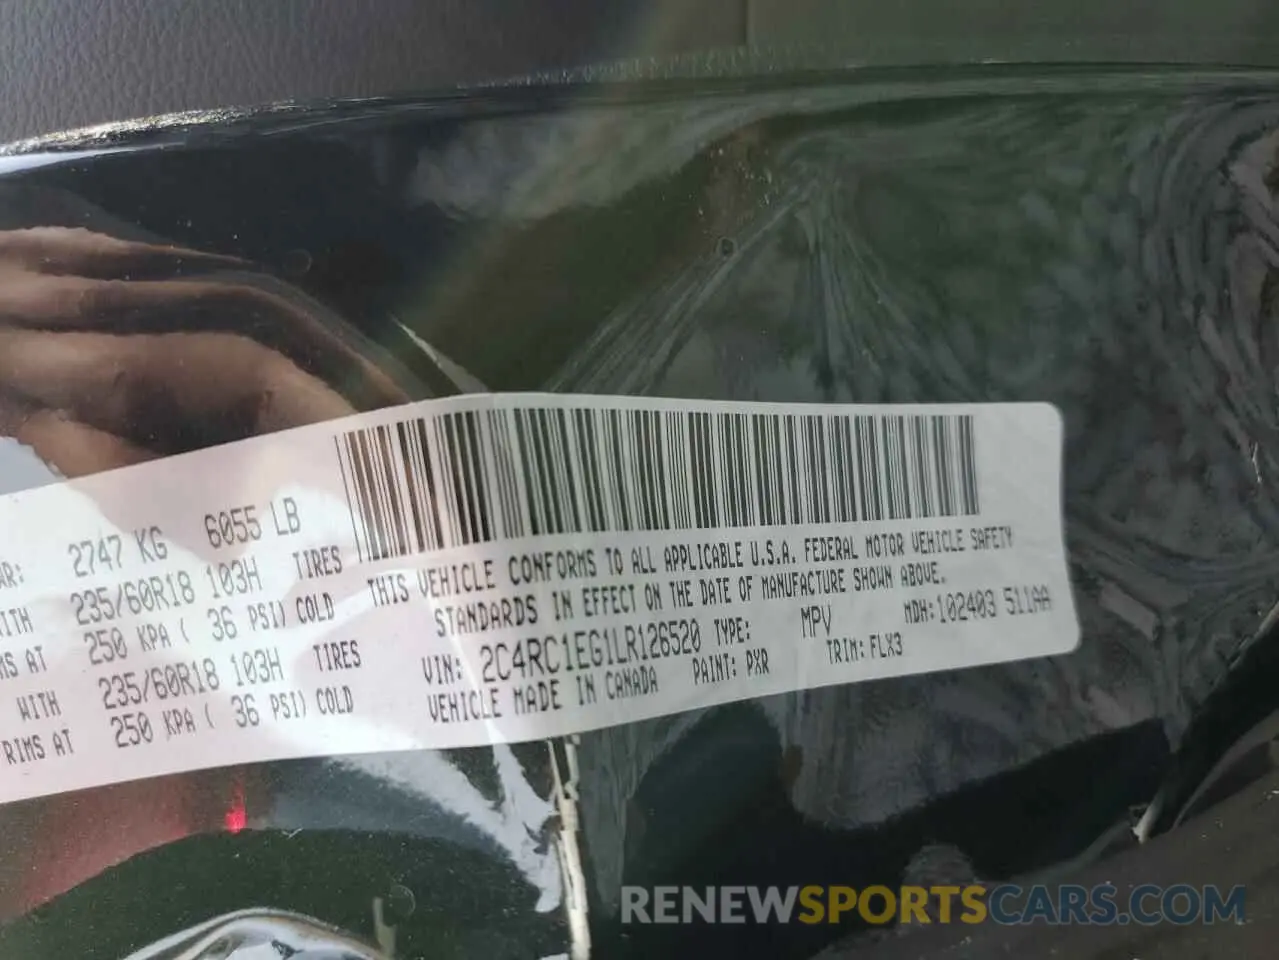 2747 KG 6055 LB
WITH 235/60R18 103H TIRES
RIMS AT 250 KPA ( 36 PSI) COLD
WITH 235/60R18 103H TIRES
RIMS AT 250 KPA ( 36 PSI) COLD
THIS VEHICLE CONFORMS TO ALL APPLICABLE U.S.A. FEDERAL MOTOR VEHICLE SAFETY
STANDARDS IN EFFECT ON THE DATE OF MANUFACTURE SHOWN ABOVE.
VIN: 2C4RC1EG1LR126520 TYPE: MPV MDH:102403 511AA
VEHICLE MADE IN CANADA PAINT: PXR TRIM: FLX3
RENEWSPORTSCARS.COM